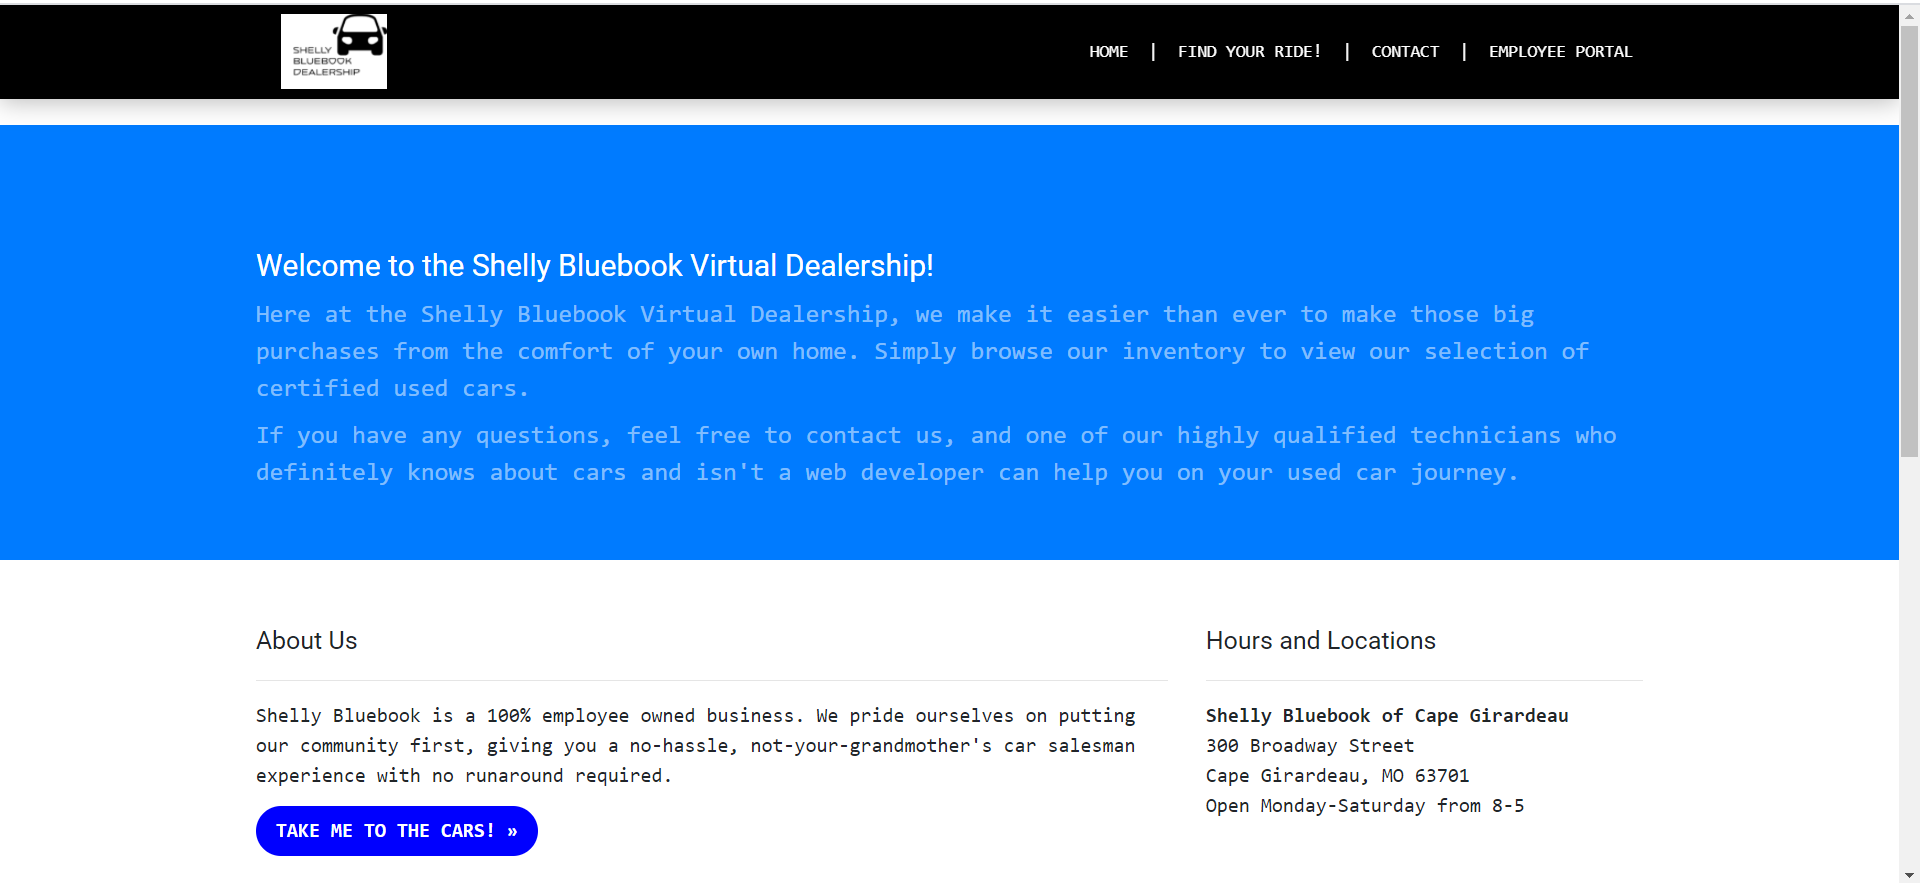 SHELLY
BLUEBOOK
DEALERSHIP
HOME | FIND YOUR RIDE! | CONTACT | EMPLOYEE PORTAL
Welcome to the Shelly Bluebook Virtual Dealership!
Here at the Shelly Bluebook Virtual Dealership, we make it easier than ever to make those big
purchases from the comfort of your own home. Simply browse our inventory to view our selection of
certified used cars.
If you have any questions, feel free to contact us, and one of our highly qualified technicians who
definitely knows about cars and isn't a web developer can help you on your used car journey.
About Us
Shelly Bluebook is a 100% employee owned business. We pride ourselves on putting
our community first, giving you a no-hassle, not-your-grandmother's car salesman
experience with no runaround required.
TAKE ME TO THE CARS! »
Hours and Locations
Shelly Bluebook of Cape Girardeau
300 Broadway Street
Cape Girardeau, MO 63701
Open Monday-Saturday from 8-5